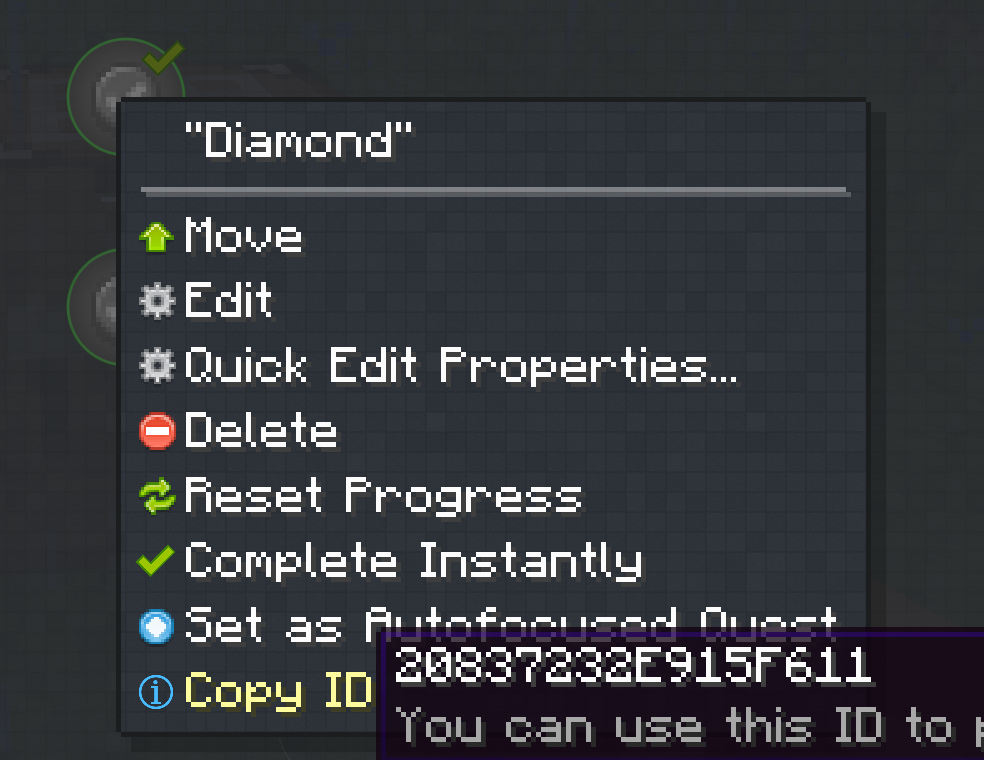 "Diamond"
Move
Edit
Quick Edit Properties...
Delete
Reset Progress
Complete Instantly
Set as Autofocused Quest
Copy ID
20837232E915F611
You can use this ID to